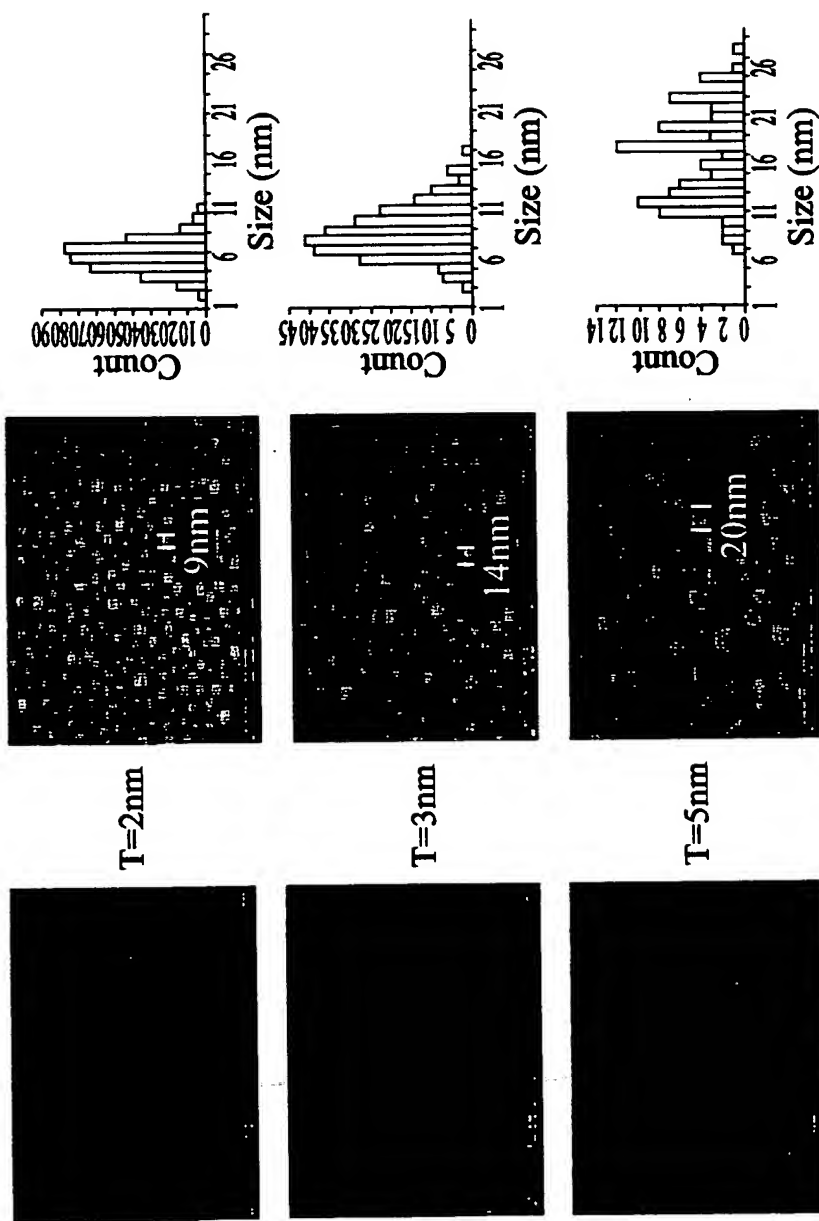 T=2nm
9nm
Count
90 80 70 60 50 40 30 20 10 0
1 6 11 16 21 26
Size (nm)
T=3nm
14nm
Count
45 40 35 30 25 20 15 10 5 0
1 6 11 16 21 26
Size (nm)
T=5nm
20nm
Count
14 12 10 8 6 4 2 0
1 6 11 16 21 26
Size (nm)